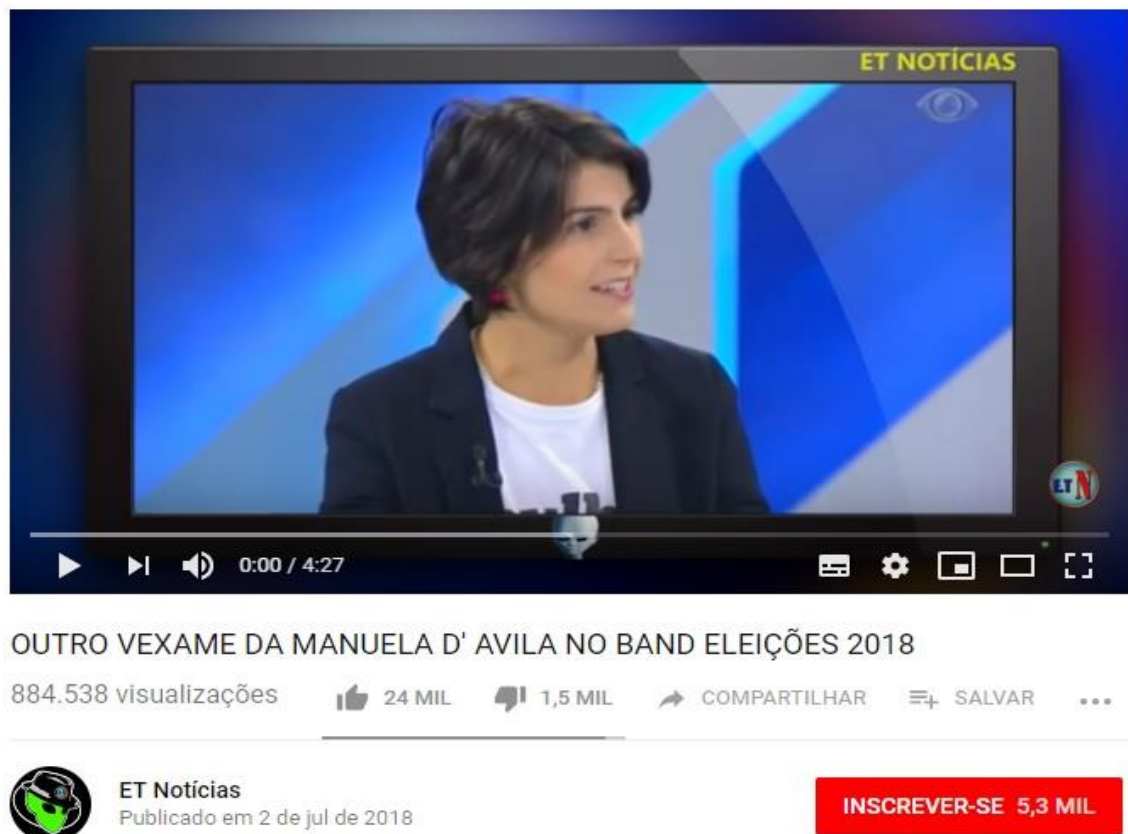 ET NOTÍCIAS
ET N
0:00 / 4:27
OUTRO VEXAME DA MANUELA D' AVILA NO BAND ELEIÇÕES 2018
884.538 visualizações 24 MIL 1,5 MIL COMPARTILHAR SALVAR
ET Notícias
Publicado em 2 de jul de 2018
INSCREVER-SE 5,3 MIL